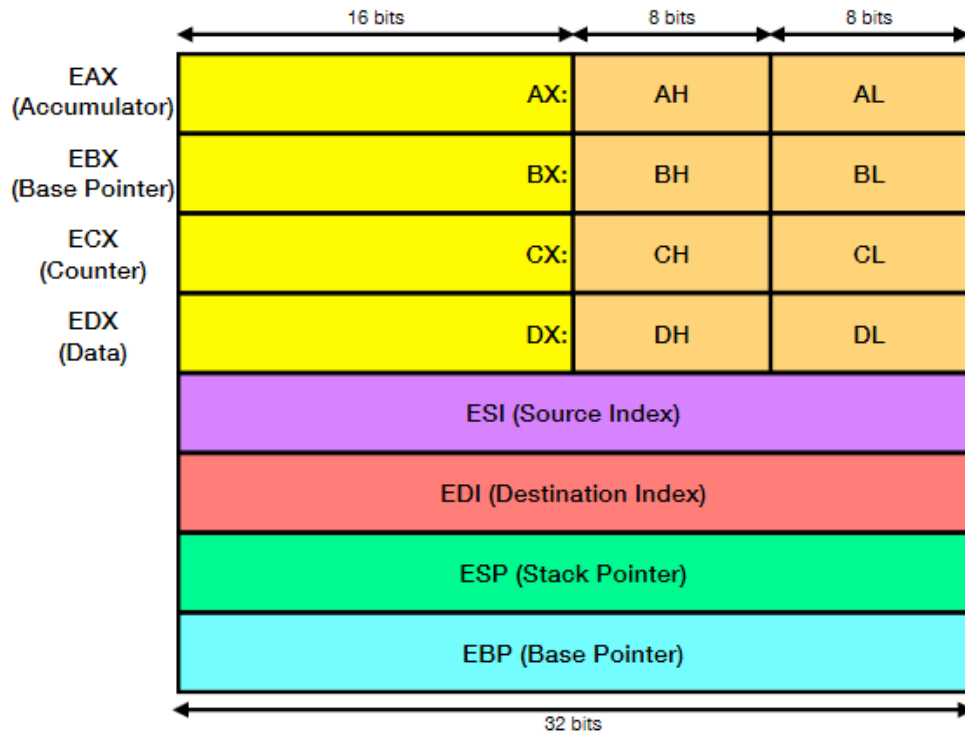 16 bits 8 bits 8 bits
EAX
(Accumulator)
AX: AH AL
EBX
(Base Pointer)
BX: BH BL
ECX
(Counter)
CX: CH CL
EDX
(Data)
DX: DH DL
ESI (Source Index)
EDI (Destination Index)
ESP (Stack Pointer)
EBP (Base Pointer)
32 bits